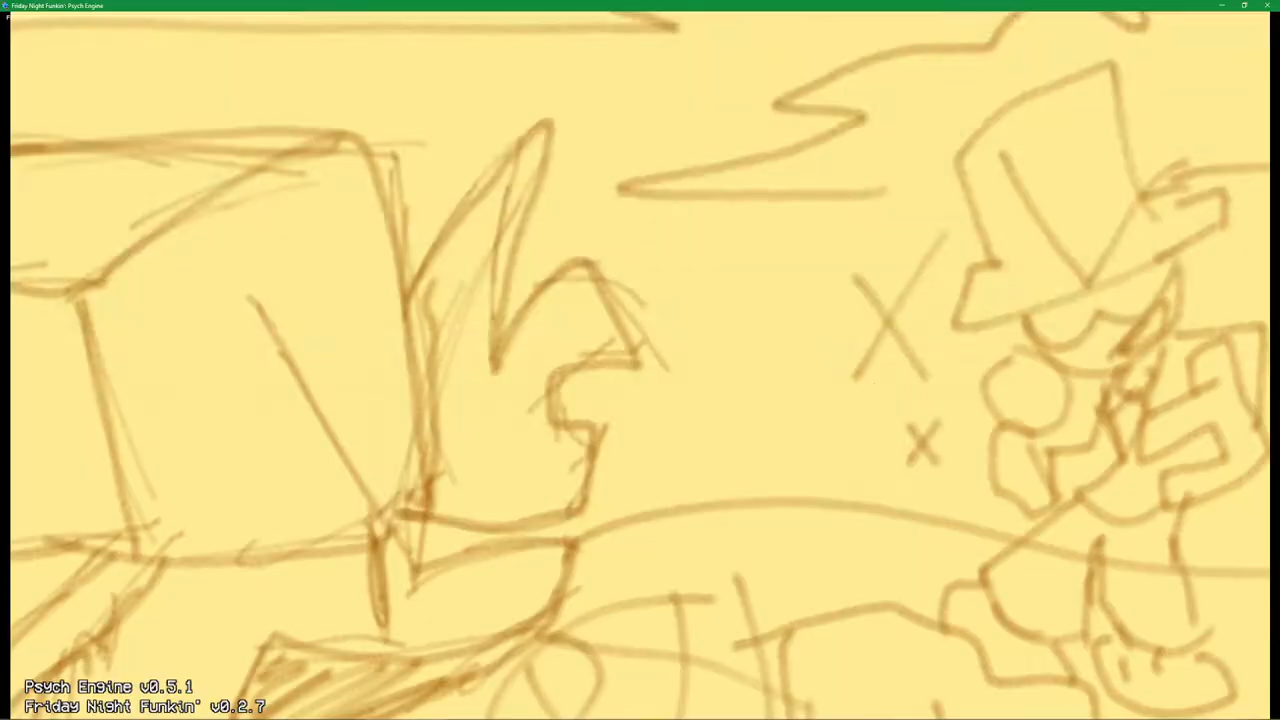 Friday Night Funkin': Psych Engine
F
Psych Engine v0.5.1
Friday Night Funkin' v0.2.7